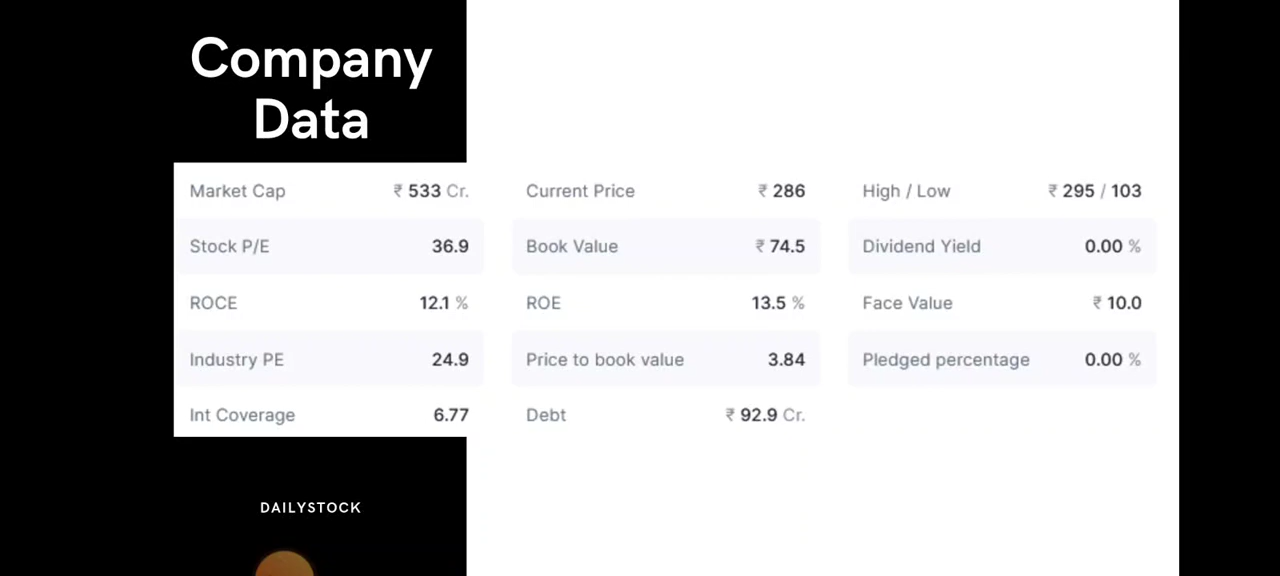 Company
Data
Market Cap ₹ 533 Cr. Current Price ₹ 286 High / Low ₹ 295 / 103
Stock P/E 36.9 Book Value ₹ 74.5 Dividend Yield 0.00 %
ROCE 12.1 % ROE 13.5 % Face Value ₹ 10.0
Industry PE 24.9 Price to book value 3.84 Pledged percentage 0.00 %
Int Coverage 6.77 Debt ₹ 92.9 Cr.
DAILYSTOCK